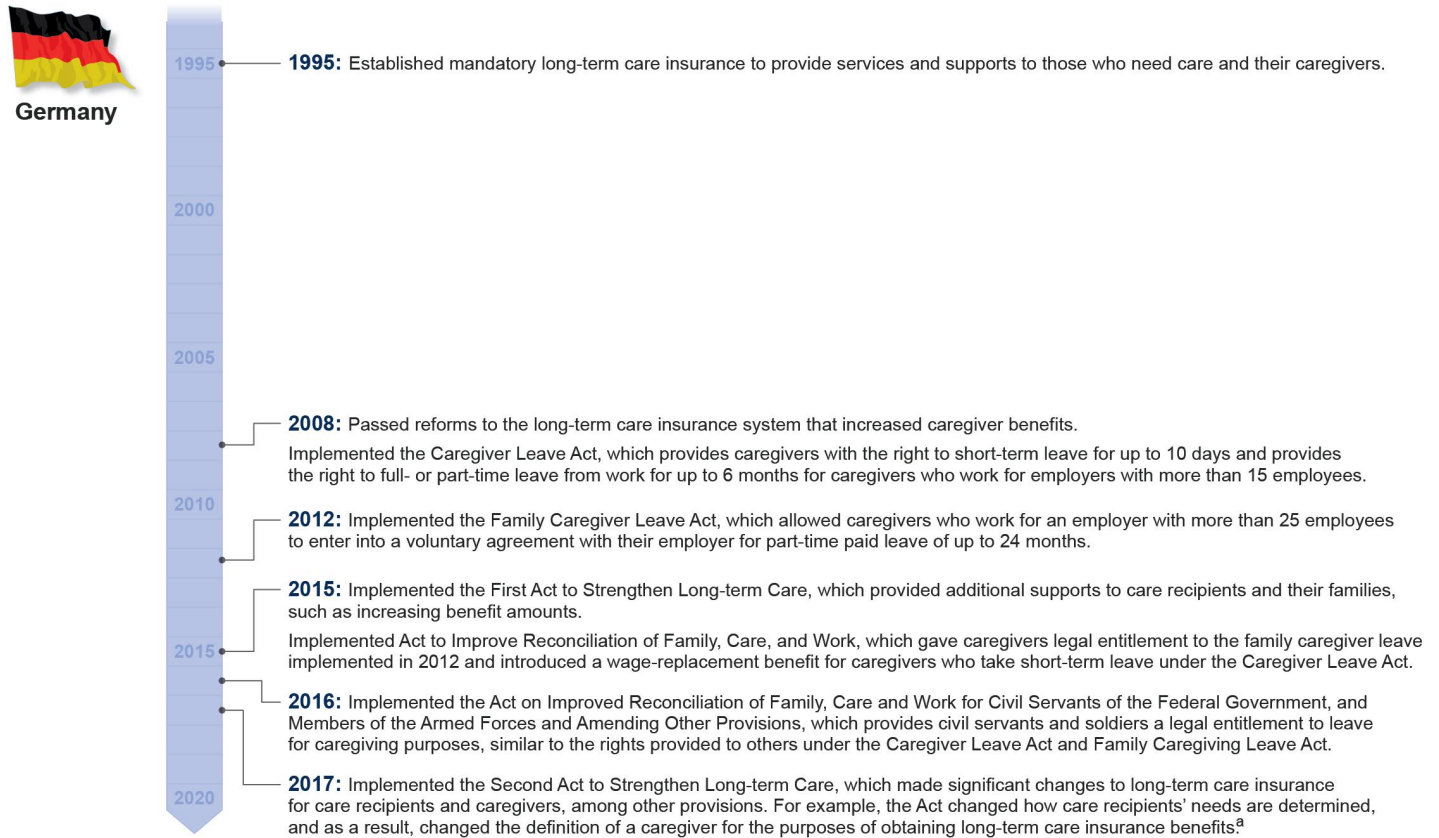 Germany
1995
1995: Established mandatory long-term care insurance to provide services and supports to those who need care and their caregivers.
2000
2005
2008: Passed reforms to the long-term care insurance system that increased caregiver benefits.
Implemented the Caregiver Leave Act, which provides caregivers with the right to short-term leave for up to 10 days and provides
the right to full- or part-time leave from work for up to 6 months for caregivers who work for employers with more than 15 employees.
2010
2012: Implemented the Family Caregiver Leave Act, which allowed caregivers who work for an employer with more than 25 employees
to enter into a voluntary agreement with their employer for part-time paid leave of up to 24 months.
2015: Implemented the First Act to Strengthen Long-term Care, which provided additional supports to care recipients and their families,
such as increasing benefit amounts.
Implemented Act to Improve Reconciliation of Family, Care, and Work, which gave caregivers legal entitlement to the family caregiver leave
implemented in 2012 and introduced a wage-replacement benefit for caregivers who take short-term leave under the Caregiver Leave Act.
2015
2016: Implemented the Act on Improved Reconciliation of Family, Care and Work for Civil Servants of the Federal Government, and
Members of the Armed Forces and Amending Other Provisions, which provides civil servants and soldiers a legal entitlement to leave
for caregiving purposes, similar to the rights provided to others under the Caregiver Leave Act and Family Caregiving Leave Act.
2017: Implemented the Second Act to Strengthen Long-term Care, which made significant changes to long-term care insurance
for care recipients and caregivers, among other provisions. For example, the Act changed how care recipients’ needs are determined,
and as a result, changed the definition of a caregiver for the purposes of obtaining long-term care insurance benefits.a
2020